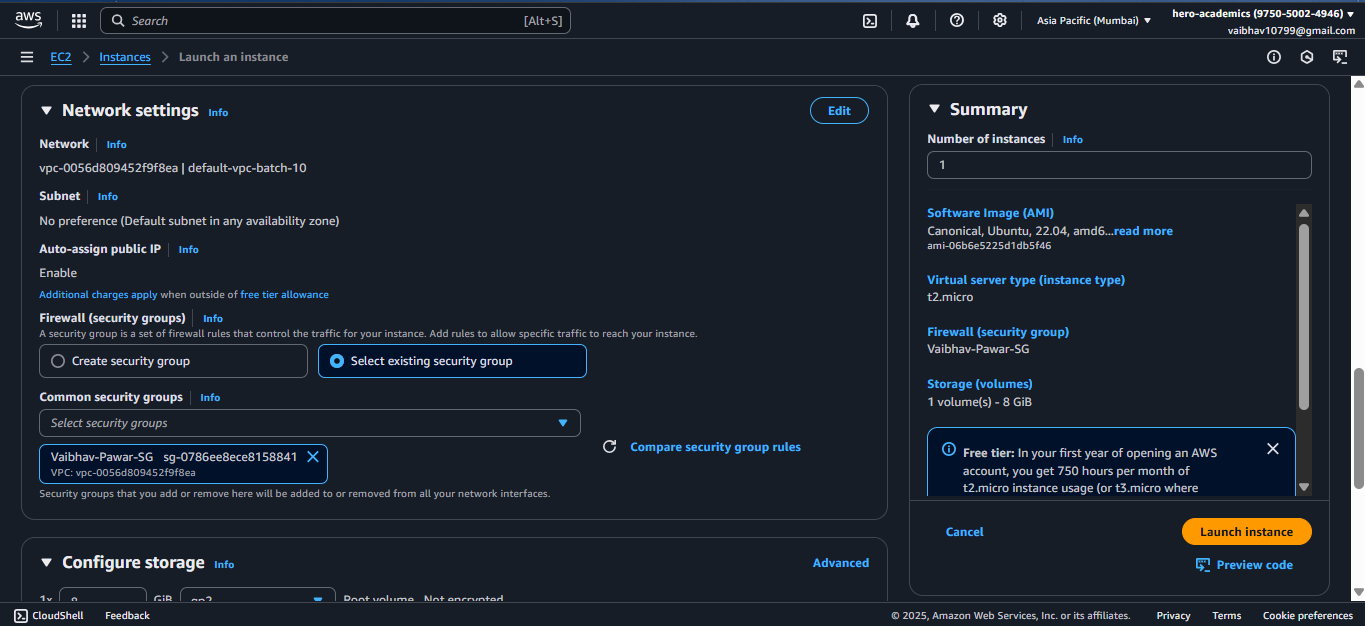 aws
Search [Alt+S]
Asia Pacific (Mumbai)
hero-academics (9750-5002-4946)
vaibhav10799@gmail.com
EC2 > Instances > Launch an instance
Network settings Info
Edit
Network Info
vpc-0056d809452f9f8ea | default-vpc-batch-10
Subnet Info
No preference (Default subnet in any availability zone)
Auto-assign public IP Info
Enable
Additional charges apply when outside of free tier allowance
Firewall (security groups) Info
A security group is a set of firewall rules that control the traffic for your instance. Add rules to allow specific traffic to reach your instance.
Create security group
Select existing security group
Common security groups Info
Select security groups
Compare security group rules
Vaibhav-Pawar-SG sg-0786ee8ece8158841
VPC: vpc-0056d809452f9f8ea
Security groups that you add or remove here will be added to or removed from all your network interfaces.
Configure storage Info
Advanced
1x 8 GiB gp2 Root volume, Not encrypted
Summary
Number of instances Info
1
Software Image (AMI)
Canonical, Ubuntu, 22.04, amd6...read more
ami-06b6e5225d1db5f46
Virtual server type (instance type)
t2.micro
Firewall (security group)
Vaibhav-Pawar-SG
Storage (volumes)
1 volume(s) - 8 GiB
Free tier: In your first year of opening an AWS
account, you get 750 hours per month of
t2.micro instance usage (or t3.micro where
Cancel
Launch instance
Preview code
CloudShell Feedback
© 2025, Amazon Web Services, Inc. or its affiliates. Privacy Terms Cookie preferences